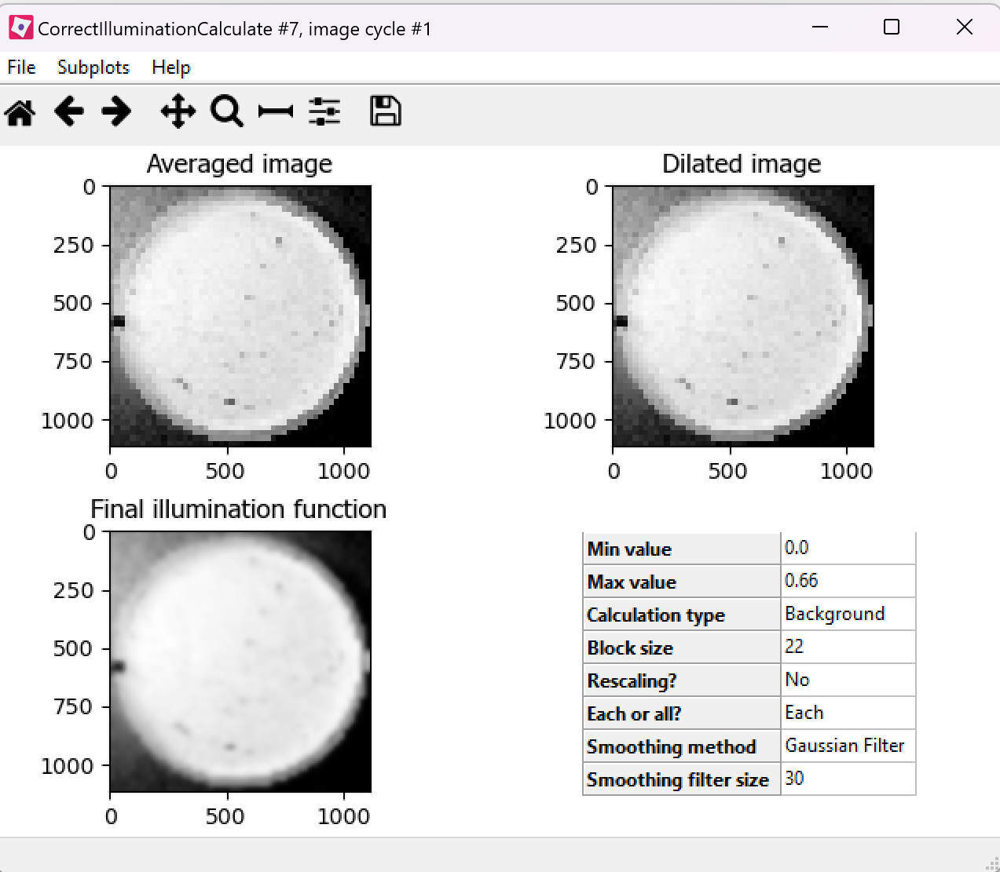 CorrectIlluminationCalculate #7, image cycle #1
File Subplots Help
Averaged image
0
250
500
750
1000
0 500 1000
Dilated image
0
250
500
750
1000
0 500 1000
Final illumination function
0
250
500
750
1000
0 500 1000
Min value 0.0
Max value 0.66
Calculation type Background
Block size 22
Rescaling? No
Each or all? Each
Smoothing method Gaussian Filter
Smoothing filter size 30